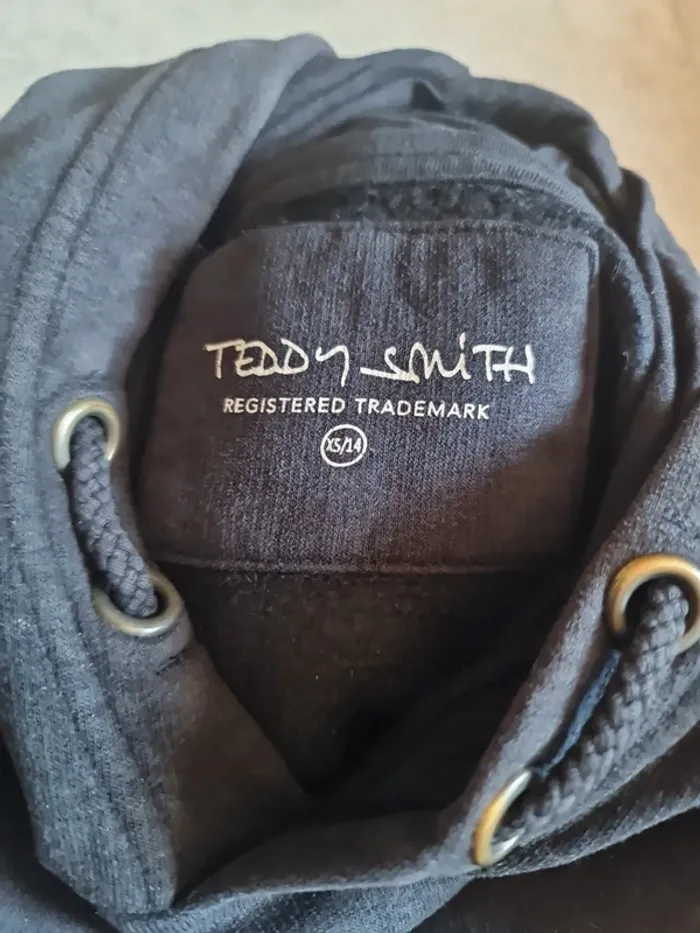 TEDDY SMiTH
REGISTERED TRADEMARK
XS/14